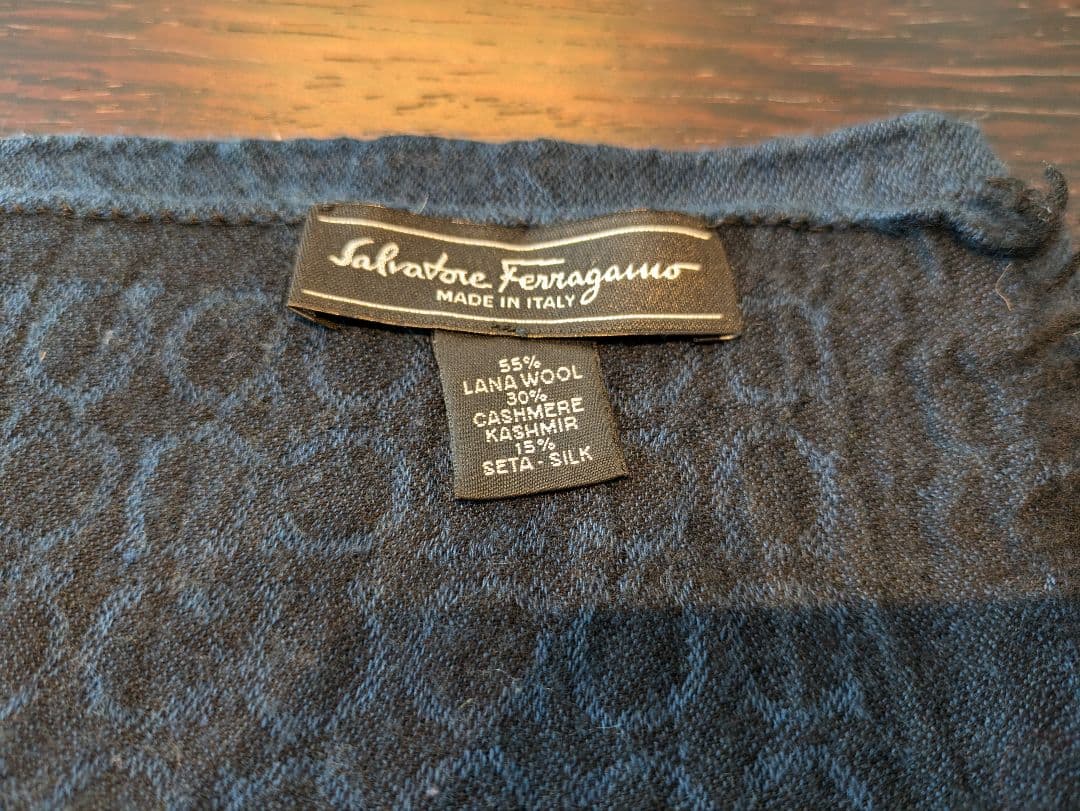 Salvatore Ferragamo
MADE IN ITALY
55%
LANA WOOL
30%
CASHMERE
KASHMIR
15%
SETA - SILK